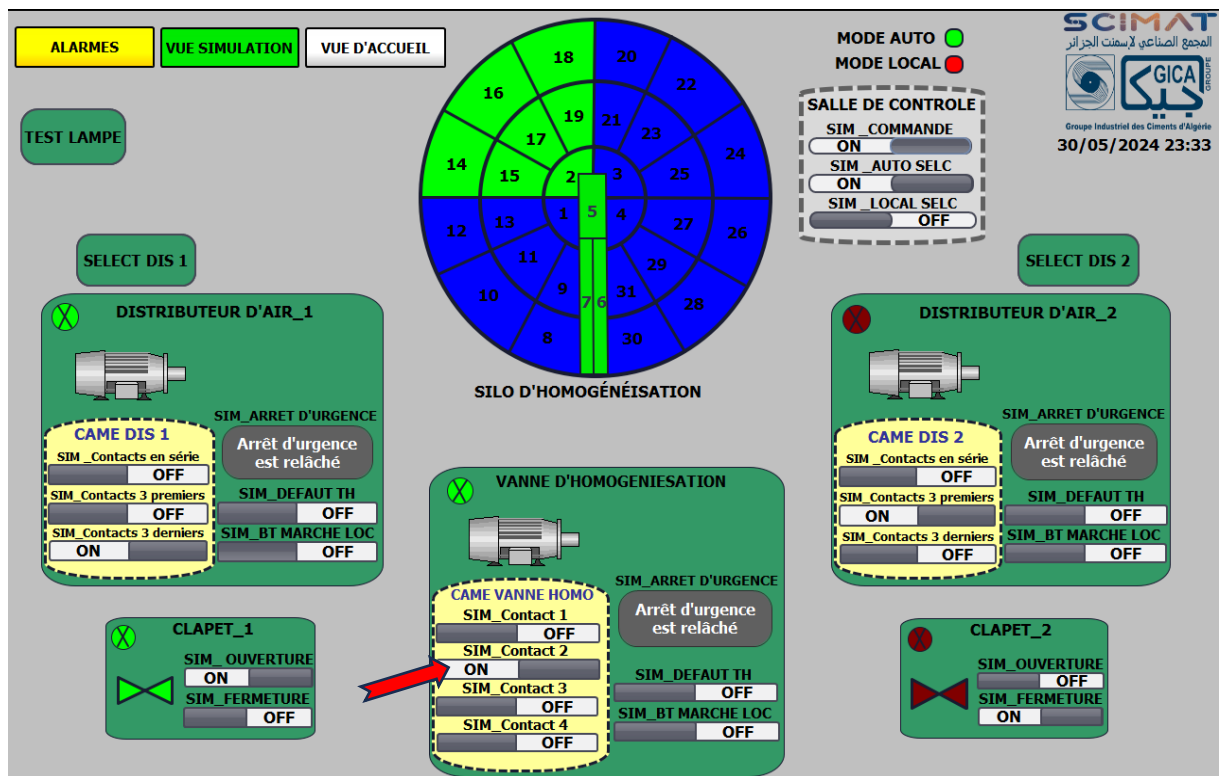 ALARMES
VUE SIMULATION
VUE D'ACCUEIL
TEST LAMPE
18
20
16
22
19
21
17
23
14
24
15
2
3
25
5
1
4
12
13
27
26
11
29
10
9
7
6
31
28
8
30
SILO D'HOMOGÉNÉISATION
MODE AUTO
MODE LOCAL
SALLE DE CONTROLE
SIM _COMMANDE
ON
SIM _AUTO SELC
ON
SIM _LOCAL SELC
OFF
SCIMAT
المجمع الصناعي لإسمنت الجزائر
GICA
GROUPE
جيكا
Groupe Industriel des Ciments d'Algérie
30/05/2024 23:33
SELECT DIS 1
DISTRIBUTEUR D'AIR_1
CAME DIS 1
SIM _Contacts en série
OFF
SIM_Contacts 3 premiers
OFF
SIM_Contacts 3 derniers
ON
SIM_ARRET D'URGENCE
Arrêt d'urgence
est relâché
SIM_DEFAUT TH
OFF
SIM_BT MARCHE LOC
OFF
SELECT DIS 2
DISTRIBUTEUR D'AIR_2
CAME DIS 2
SIM _Contacts en série
OFF
SIM_Contacts 3 premiers
ON
SIM_Contacts 3 derniers
OFF
SIM_ARRET D'URGENCE
Arrêt d'urgence
est relâché
SIM_DEFAUT TH
OFF
SIM_BT MARCHE LOC
OFF
VANNE D'HOMOGENIESATION
CAME VANNE HOMO
SIM_Contact 1
OFF
SIM_Contact 2
ON
SIM_Contact 3
OFF
SIM_Contact 4
OFF
SIM_ARRET D'URGENCE
Arrêt d'urgence
est relâché
SIM_DEFAUT TH
OFF
SIM_BT MARCHE LOC
OFF
CLAPET_1
SIM_ OUVERTURE
ON
SIM_FERMETURE
OFF
CLAPET_2
SIM_OUVERTURE
OFF
SIM_FERMETURE
ON